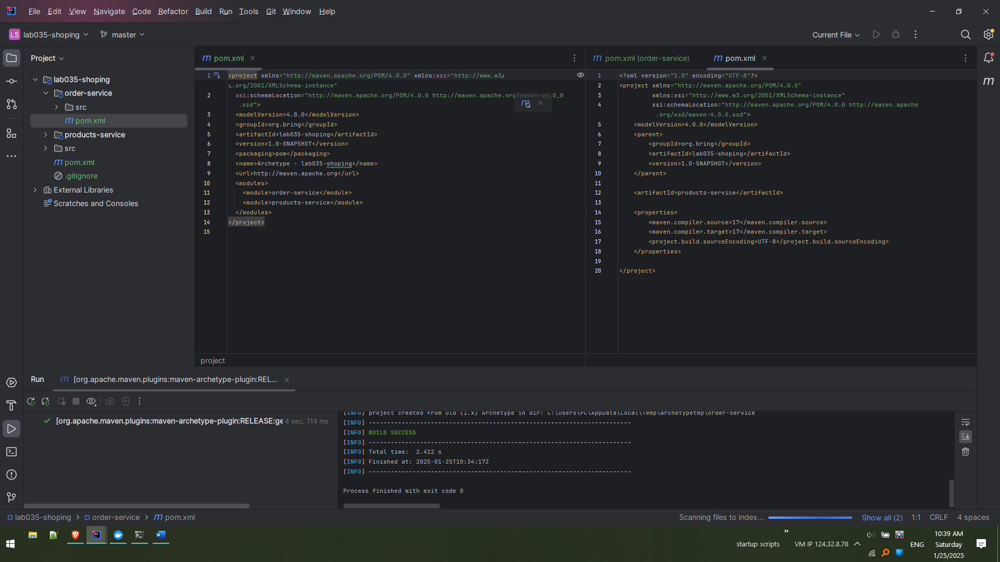 File Edit View Navigate Code Refactor Build Run Tools Git Window Help
LS lab035-shoping master Current File
Project
lab035-shoping
order-service
src
pom.xml
products-service
src
pom.xml
.gitignore
External Libraries
Scratches and Consoles
pom.xml
1 <project xmlns="http://maven.apache.org/POM/4.0.0" xmlns:xsi="http://www.w3
.org/2001/XMLSchema-instance"
2 xsi:schemaLocation="http://maven.apache.org/POM/4.0.0 http://maven.apache.org/maven-v4_0_0
.xsd">
3 <modelVersion>4.0.0</modelVersion>
4 <groupId>org.bring</groupId>
5 <artifactId>lab035-shoping</artifactId>
6 <version>1.0-SNAPSHOT</version>
7 <packaging>pom</packaging>
8 <name>Archetype - lab035-shoping</name>
9 <url>http://maven.apache.org</url>
10 <modules>
11 <module>order-service</module>
12 <module>products-service</module>
13 </modules>
14 </project>
15
project
pom.xml (order-service) pom.xml
1 <?xml version="1.0" encoding="UTF-8"?>
2 <project xmlns="http://maven.apache.org/POM/4.0.0"
3 xmlns:xsi="http://www.w3.org/2001/XMLSchema-instance"
4 xsi:schemaLocation="http://maven.apache.org/POM/4.0.0 http://maven.apache
.org/xsd/maven-4.0.0.xsd">
5 <modelVersion>4.0.0</modelVersion>
6 <parent>
7 <groupId>org.bring</groupId>
8 <artifactId>lab035-shoping</artifactId>
9 <version>1.0-SNAPSHOT</version>
10 </parent>
11
12 <artifactId>products-service</artifactId>
13
14 <properties>
15 <maven.compiler.source>17</maven.compiler.source>
16 <maven.compiler.target>17</maven.compiler.target>
17 <project.build.sourceEncoding>UTF-8</project.build.sourceEncoding>
18 </properties>
19
20 </project>
Run [org.apache.maven.plugins:maven-archetype-plugin:REL...
[org.apache.maven.plugins:maven-archetype-plugin:RELEASE:ge 4 sec, 114 ms
[INFO] project created from Old (1.x) Archetype in dir: C:\Users\PC\AppData\Local\Temp\archetypetmp\order-service
[INFO] ------------------------------------------------------------------------
[INFO] BUILD SUCCESS
[INFO] ------------------------------------------------------------------------
[INFO] Total time:  2.412 s
[INFO] Finished at: 2025-01-25T10:34:17Z
[INFO] ------------------------------------------------------------------------
Process finished with exit code 0
lab035-shoping > order-service > pom.xml
Scanning files to index... Show all (2) 1:1 CRLF 4 spaces
startup scripts VM IP 124.32.8.78 ENG
10:39 AM
Saturday
1/25/2025